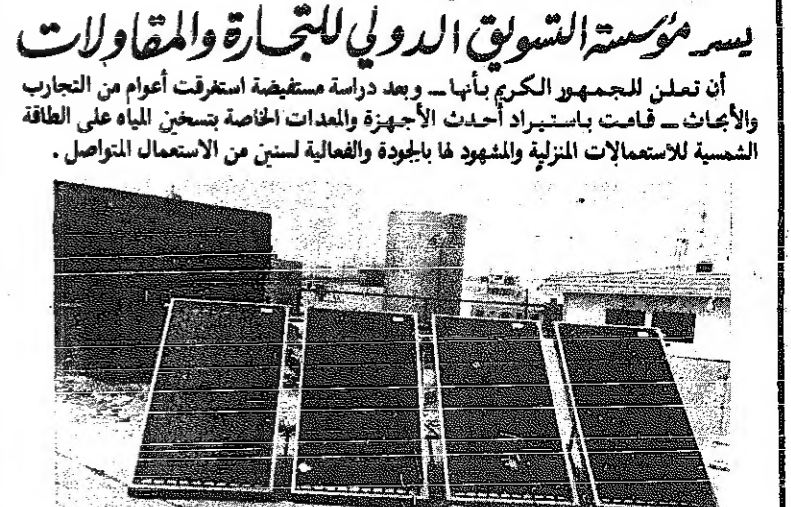 يسر مؤسسة التسويق الدولي للتجارة والمقاولات
أن تعلن للجمهور الكريم بأنها ــ وبعد دراسة مستفيضة استغرقت أعوام من التجارب
والأبحاث ــ قامت باستيراد أحدث الأجهزة والمعدات الخاصة بتسخين المياه على الطاقة
الشمسية للاستعمالات المنزلية والمشهود لها بالجودة والفعالية لسنين من الاستعمال المتواصل .